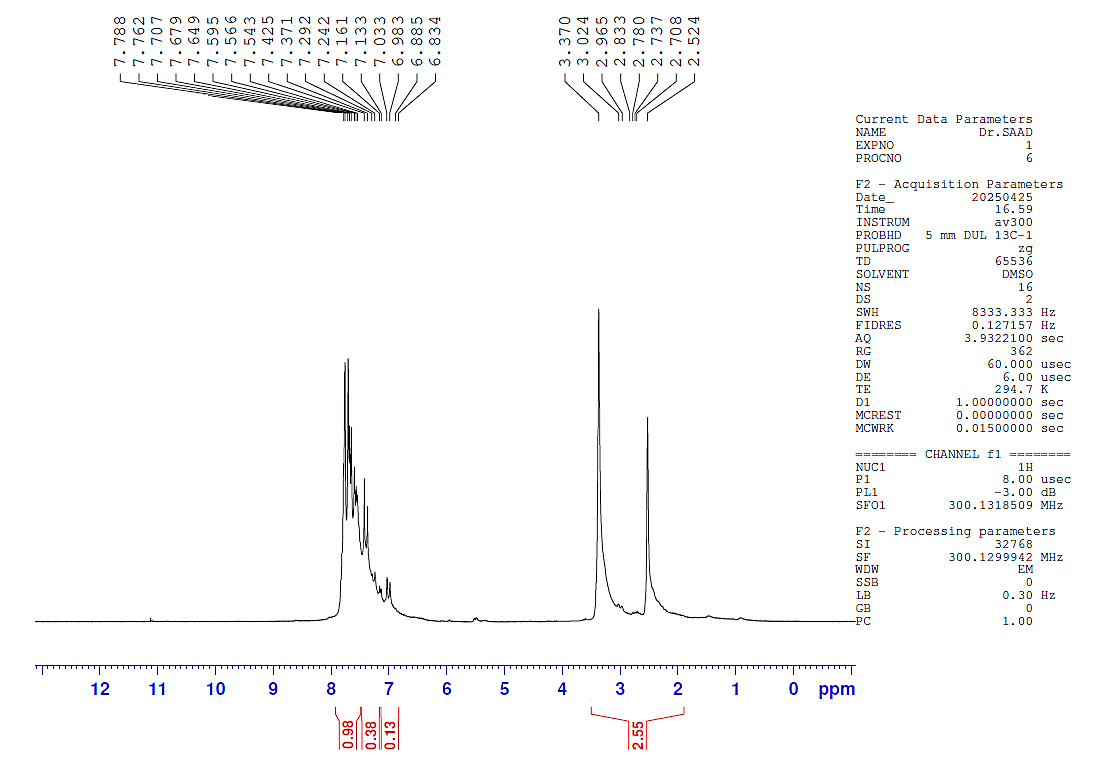 7.788
7.762
7.707
7.679
7.649
7.595
7.566
7.543
7.425
7.371
7.292
7.242
7.161
7.133
7.033
6.983
6.885
6.834
3.370
3.024
2.965
2.833
2.780
2.737
2.708
2.524
Current Data Parameters
NAME Dr.SAAD
EXPNO 1
PROCNO 6
F2 - Acquisition Parameters
Date_ 20250425
Time 16.59
INSTRUM av300
PROBHD 5 mm DUL 13C-1
PULPROG zg
TD 65536
SOLVENT DMSO
NS 16
DS 2
SWH 8333.333 Hz
FIDRES 0.127157 Hz
AQ 3.9322100 sec
RG 362
DW 60.000 usec
DE 6.00 usec
TE 294.7 K
D1 1.00000000 sec
MCREST 0.00000000 sec
MCWRK 0.01500000 sec
======== CHANNEL f1 ========
NUC1 1H
P1 8.00 usec
PL1 -3.00 dB
SFO1 300.1318509 MHz
F2 - Processing parameters
SI 32768
SF 300.1299942 MHz
WDW EM
SSB 0
LB 0.30 Hz
GB 0
PC 1.00
12 11 10 9 8 7 6 5 4 3 2 1 0 ppm
0.98
0.38
0.13
2.55